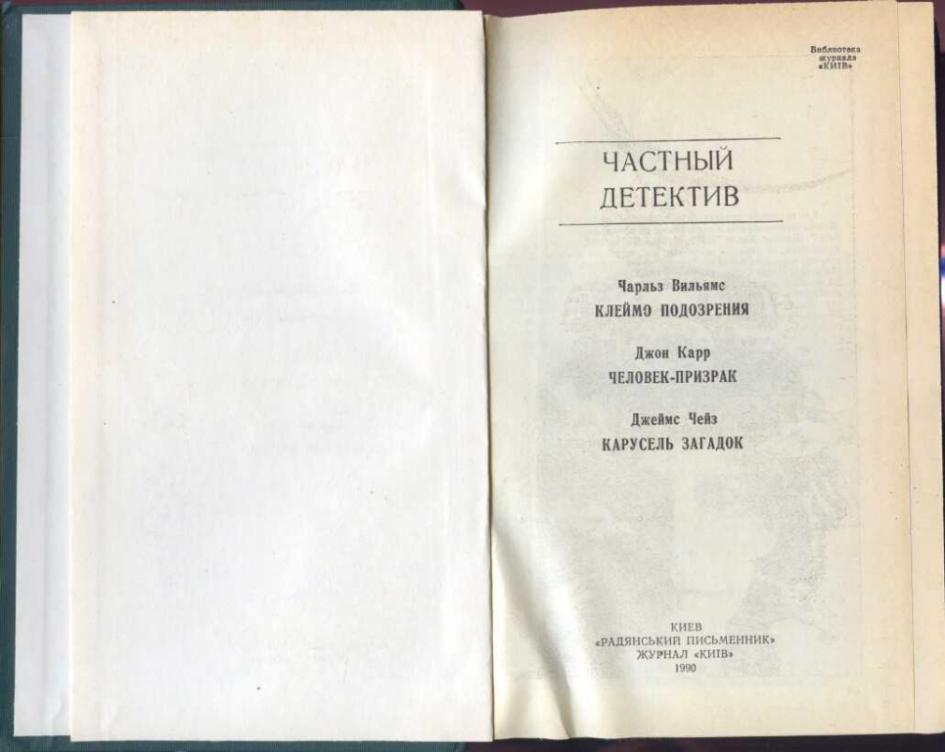 Библиотека
журнала
«КИТВ»
ЧАСТНЫЙ
ДЕТЕКТИВ
Чарльз Вильямс
КЛЕЙМО ПОДОЗРЕНИЯ
Джон Карр
ЧЕЛОВЕК-ПРИЗРАК
Джеймс Чейз
КАРУСЕЛЬ ЗАГАДОК
КИЕВ
«РАДЯНСЬКИЙ ПИСЬМЕННИК»
ЖУРНАЛ «КИЇВ»
1990